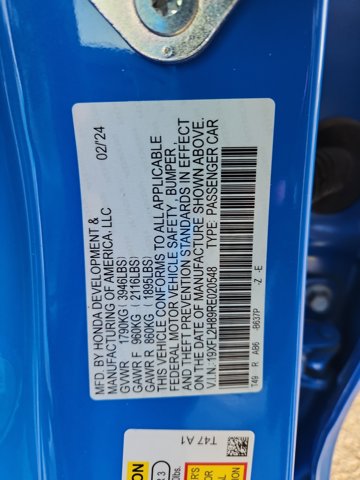 MFD. BY HONDA DEVELOPMENT & 02/'24
MANUFACTURING OF AMERICA, LLC
GVWR 1790KG (3946LBS)
GAWR F 960KG (2116LBS)
GAWR R 860KG (1895LBS)
THIS VEHICLE CONFORMS TO ALL APPLICABLE
FEDERAL MOTOR VEHICLE SAFETY , BUMPER ,
AND THEFT PREVENTION STANDARDS IN EFFECT
ON THE DATE OF MANUFACTURE SHOWN ABOVE.
V.I.N. 19XFL2H89RE00548 TYPE: PASSENGER CAR
T49 R AB6 -B637P -Z -E
T47A1